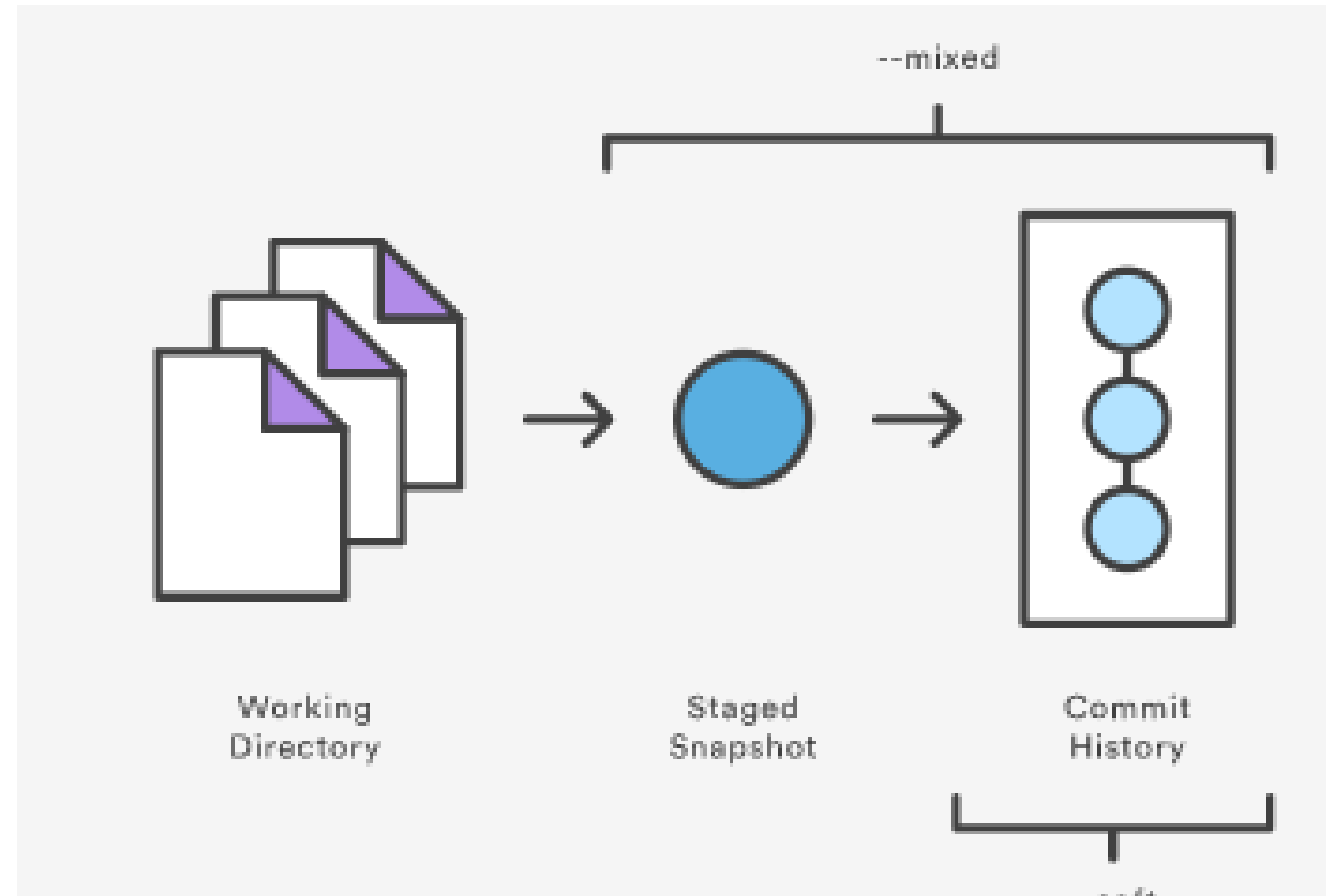 --mixed
Working
Directory
Staged
Snapshot
Commit
History